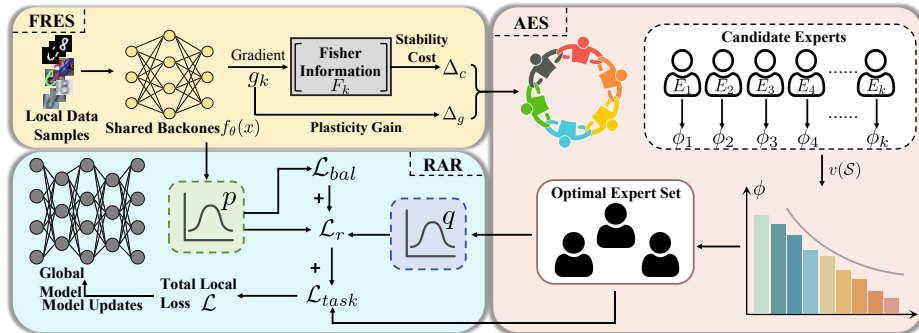 FRES
Local Data
Samples
Shared Backones f_θ(x)
Gradient
g_k
Fisher
Information
F_k
Stability
Cost
Δ_c
Plasticity Gain
Δ_g
AES
Candidate Experts
E_1 E_2 E_3 E_4 ...... E_k
ϕ_1 ϕ_2 ϕ_3 ϕ_4 ...... ϕ_k
v(S)
ϕ
Optimal Expert Set
RAR
p
q
L_bal
+
L_r
+
L_task
Total Local
Loss L
Global
Model
Model Updates